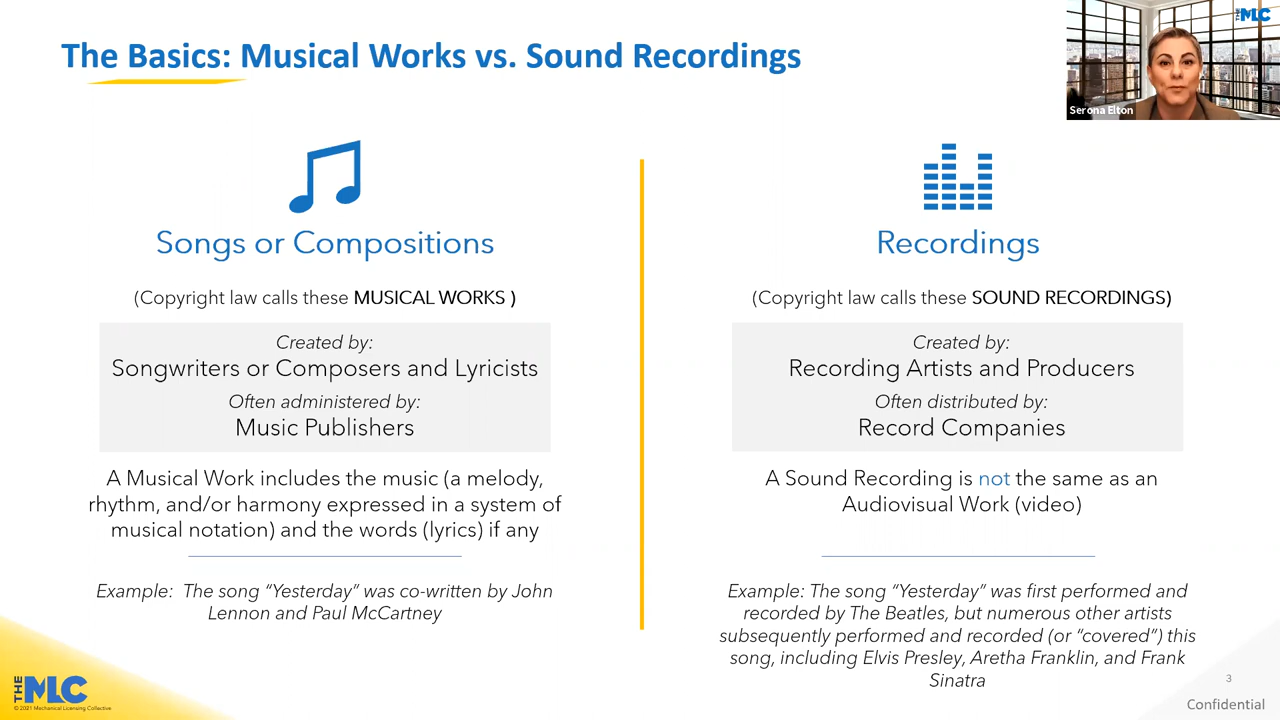 The Basics: Musical Works vs. Sound Recordings
THE MLC
Serona Elton
Songs or Compositions
(Copyright law calls these MUSICAL WORKS )
Created by:
Songwriters or Composers and Lyricists
Often administered by:
Music Publishers
A Musical Work includes the music (a melody,
rhythm, and/or harmony expressed in a system of
musical notation) and the words (lyrics) if any
Example:  The song “Yesterday” was co-written by John
Lennon and Paul McCartney
Recordings
(Copyright law calls these SOUND RECORDINGS)
Created by:
Recording Artists and Producers
Often distributed by:
Record Companies
A Sound Recording is not the same as an
Audiovisual Work (video)
Example: The song “Yesterday” was first performed and
recorded by The Beatles, but numerous other artists
subsequently performed and recorded (or “covered”) this
song, including Elvis Presley, Aretha Franklin, and Frank
Sinatra
THE MLC
© 2021 Mechanical Licensing Collective
3
Confidential